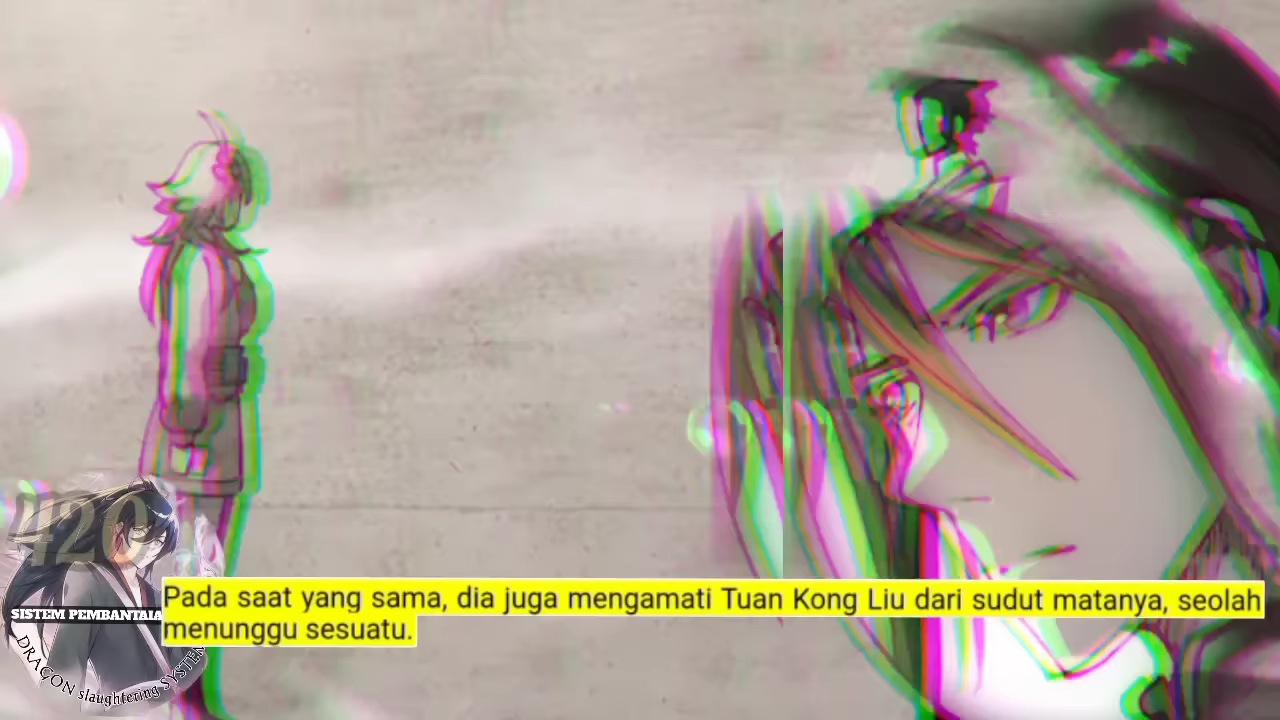 420
SISTEM PEMBANTAIA
DRAGON slaughtering SYSTEM
Pada saat yang sama, dia juga mengamati Tuan Kong Liu dari sudut matanya, seolah
menunggu sesuatu.